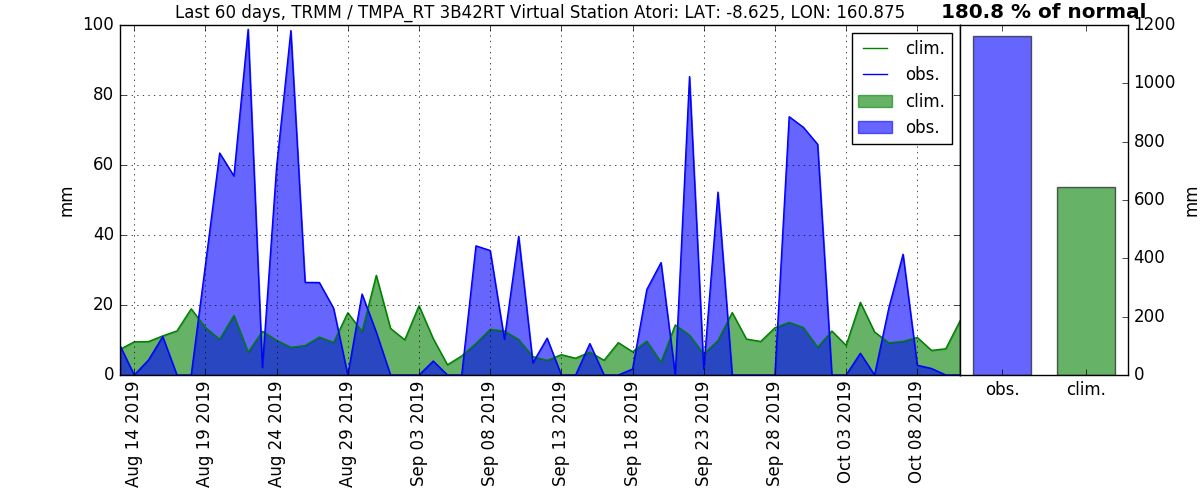 Last 60 days, TRMM / TMPA_RT 3B42RT Virtual Station Atori: LAT: -8.625, LON: 160.875
180.8 % of normal
100
80
60
40
20
0
mm
clim.
obs.
clim.
obs.
1200
1000
800
600
400
200
0
mm
Aug 14 2019
Aug 19 2019
Aug 24 2019
Aug 29 2019
Sep 03 2019
Sep 08 2019
Sep 13 2019
Sep 18 2019
Sep 23 2019
Sep 28 2019
Oct 03 2019
Oct 08 2019
obs.
clim.